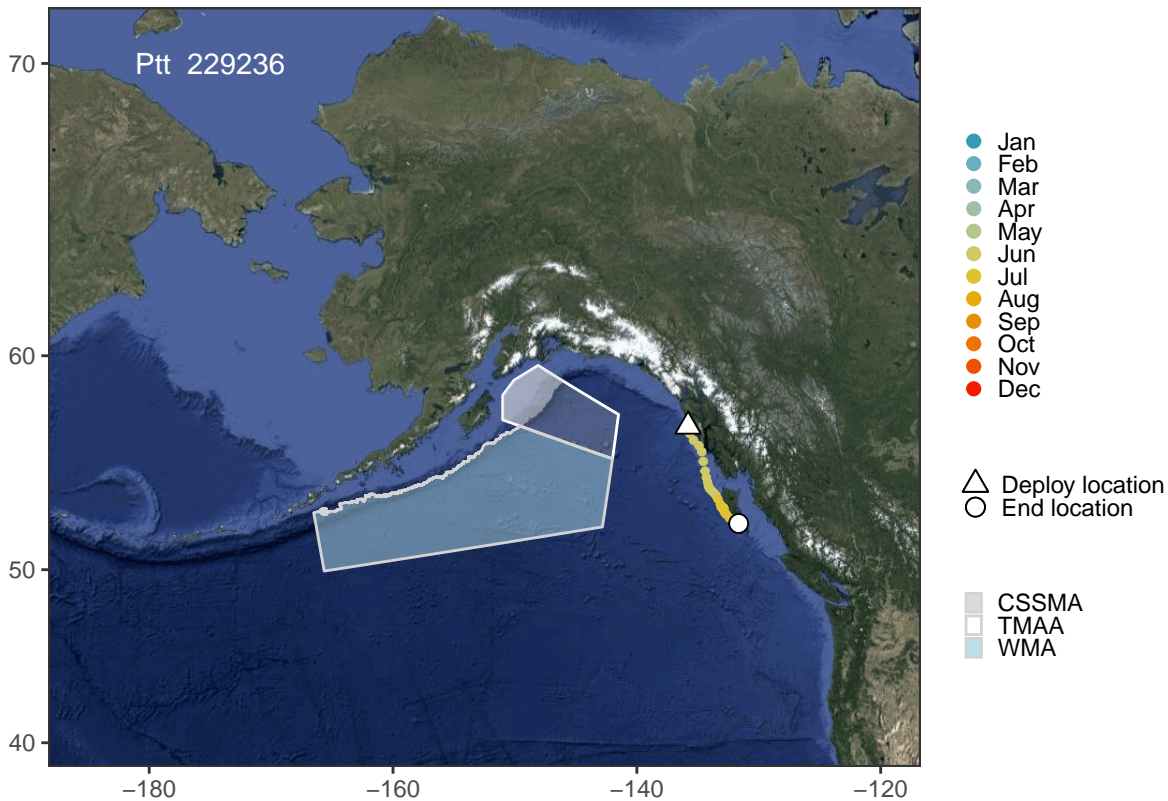 Ptt  229236
70
60
50
40
−180
−160
−140
−120
Jan
Feb
Mar
Apr
May
Jun
Jul
Aug
Sep
Oct
Nov
Dec
Deploy location
End location
CSSMA
TMAA
WMA